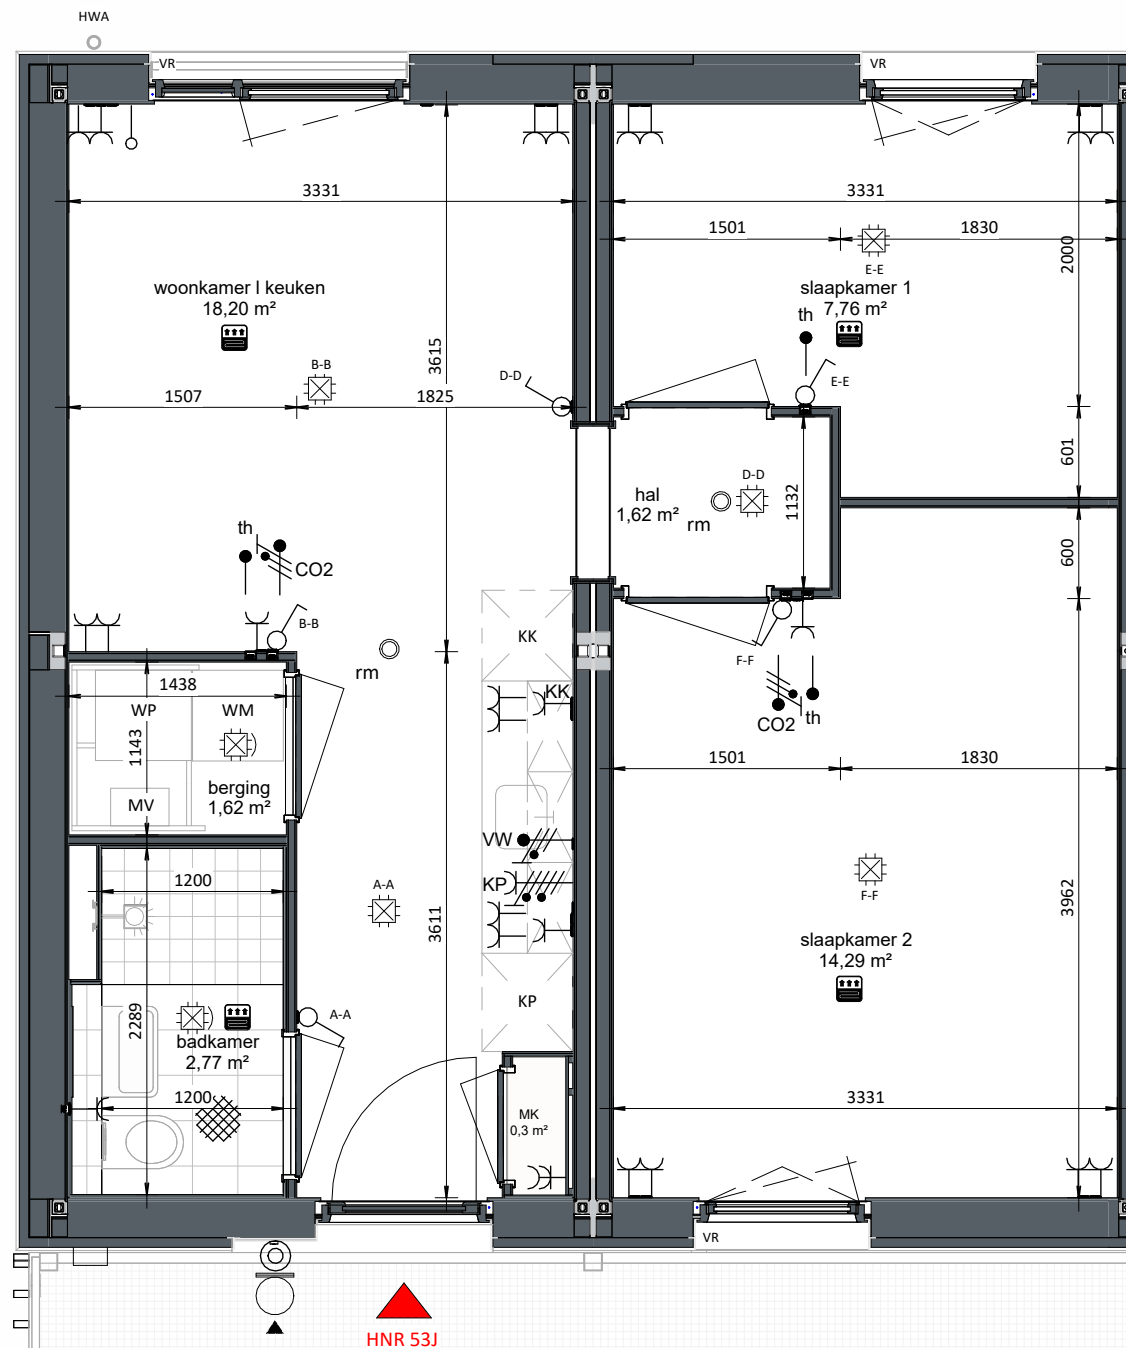 HWA
VR
VR
3331
3331
1501
1830
2000
E-E
woonkamer l keuken
18,20 m²
slaapkamer 1
7,76 m²
th
3615
B-B
D-D
E-E
1507
1825
601
D-D
hal
1,62 m²
rm
1132
th
CO2
600
B-B
KK
rm
F-F
1438
KK
WP
WM
CO2
th
1143
1501
1830
berging
1,62 m²
MV
VW
1200
A-A
KP
F-F
3611
3962
slaapkamer 2
14,29 m²
KP
2289
A-A
badkamer
2,77 m²
1200
3331
MK
0,3 m²
VR
HNR 53J